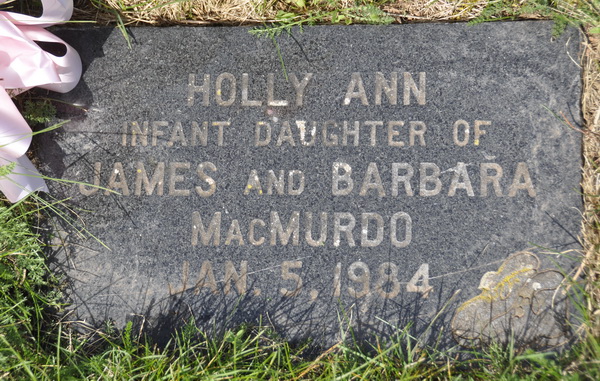 HOLLY ANN
INFANT DAUGHTER OF
JAMES AND BARBARA
MACMURDO
JAN. 5, 1984